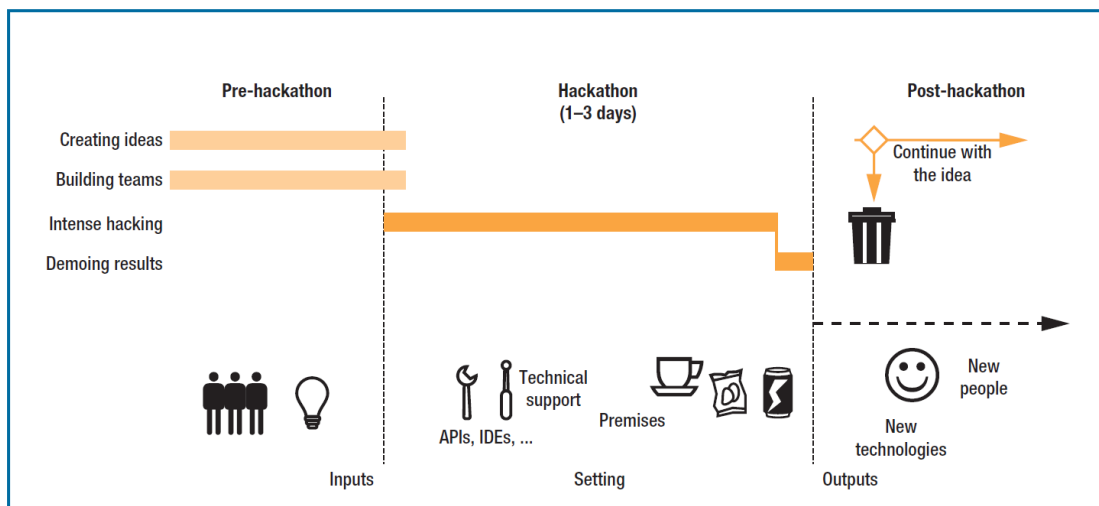 Pre-hackathon
Hackathon
(1–3 days)
Post-hackathon
Creating ideas
Building teams
Intense hacking
Demoing results
Continue with
the idea
Technical
support
APIs, IDEs, ...
Premises
New
people
New
technologies
Inputs
Setting
Outputs